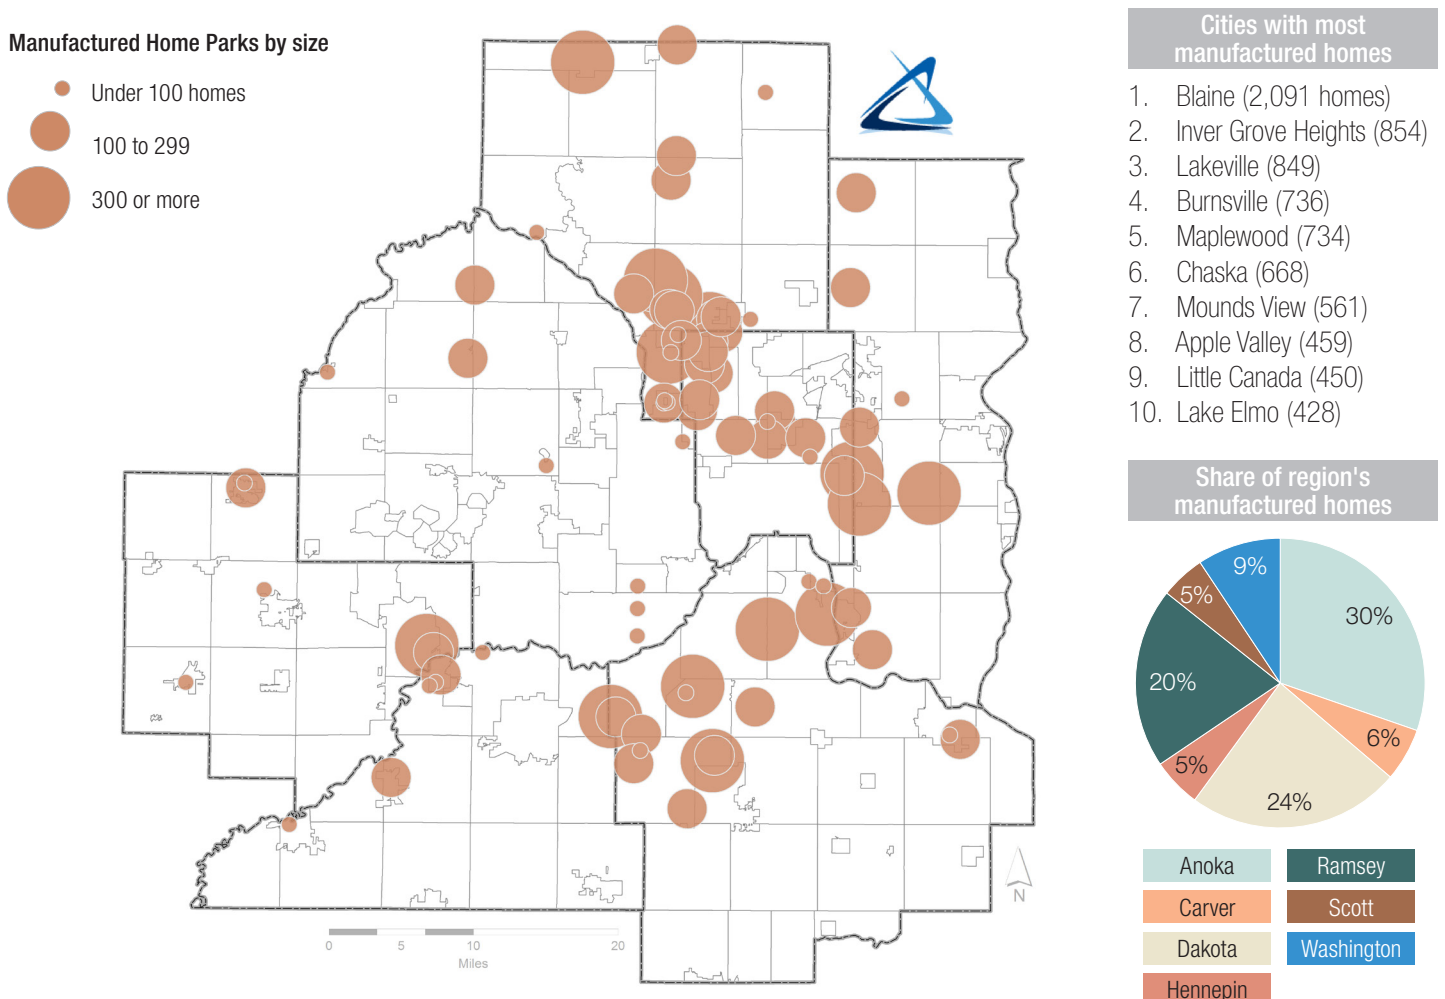 Manufactured Home Parks by size
Under 100 homes
100 to 299
300 or more
Cities with most
manufactured homes
1. Blaine (2,091 homes)
2. Inver Grove Heights (854)
3. Lakeville (849)
4. Burnsville (736)
5. Maplewood (734)
6. Chaska (668)
7. Mounds View (561)
8. Apple Valley (459)
9. Little Canada (450)
10. Lake Elmo (428)
Share of region's
manufactured homes
9%
5%
30%
20%
6%
5%
24%
Anoka
Ramsey
Carver
Scott
Dakota
Washington
Hennepin
N
0 5 10 20
Miles